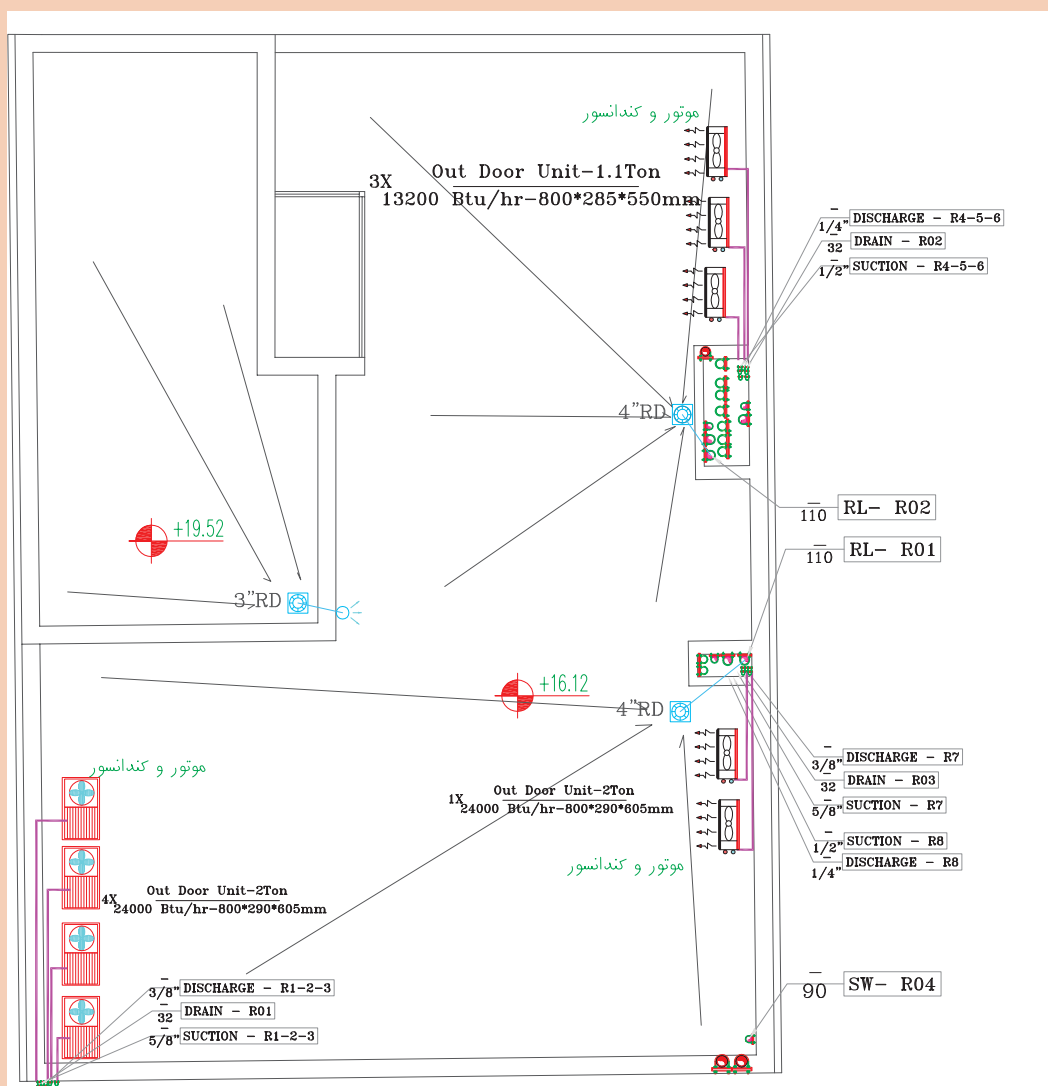 موتور و کندانسور
3X
Out Door Unit-1.1Ton
13200 Btu/hr-800*285*550mm
1/4" DISCHARGE - R4-5-6
32 DRAIN - R02
1/2" SUCTION - R4-5-6
4"RD
110 RL- R02
+19.52
110 RL- R01
3"RD
+16.12
4"RD
موتور و کندانسور
3/8" DISCHARGE - R7
32 DRAIN - R03
5/8" SUCTION - R7
1X
Out Door Unit-2Ton
24000 Btu/hr-800*290*605mm
1/2" SUCTION - R8
1/4" DISCHARGE - R8
موتور و کندانسور
4X
Out Door Unit-2Ton
24000 Btu/hr-800*290*605mm
3/8" DISCHARGE - R1-2-3
32 DRAIN - R01
5/8" SUCTION - R1-2-3
90 SW- R04